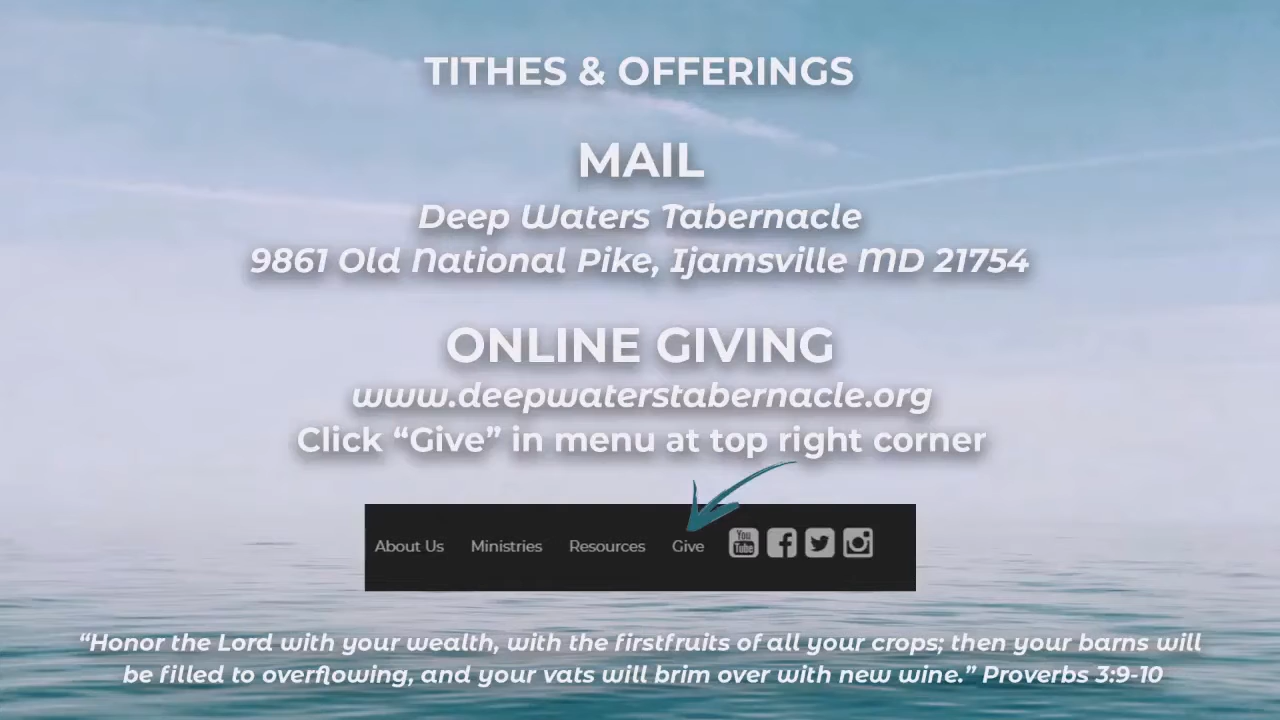 TITHES & OFFERINGS
MAIL
Deep Waters Tabernacle
9861 Old National Pike, Ijamsville MD 21754
ONLINE GIVING
www.deepwaterstabernacle.org
Click “Give” in menu at top right corner
About Us Ministries Resources Give You Tube
“Honor the Lord with your wealth, with the firstfruits of all your crops; then your barns will
be filled to overflowing, and your vats will brim over with new wine.” Proverbs 3:9-10